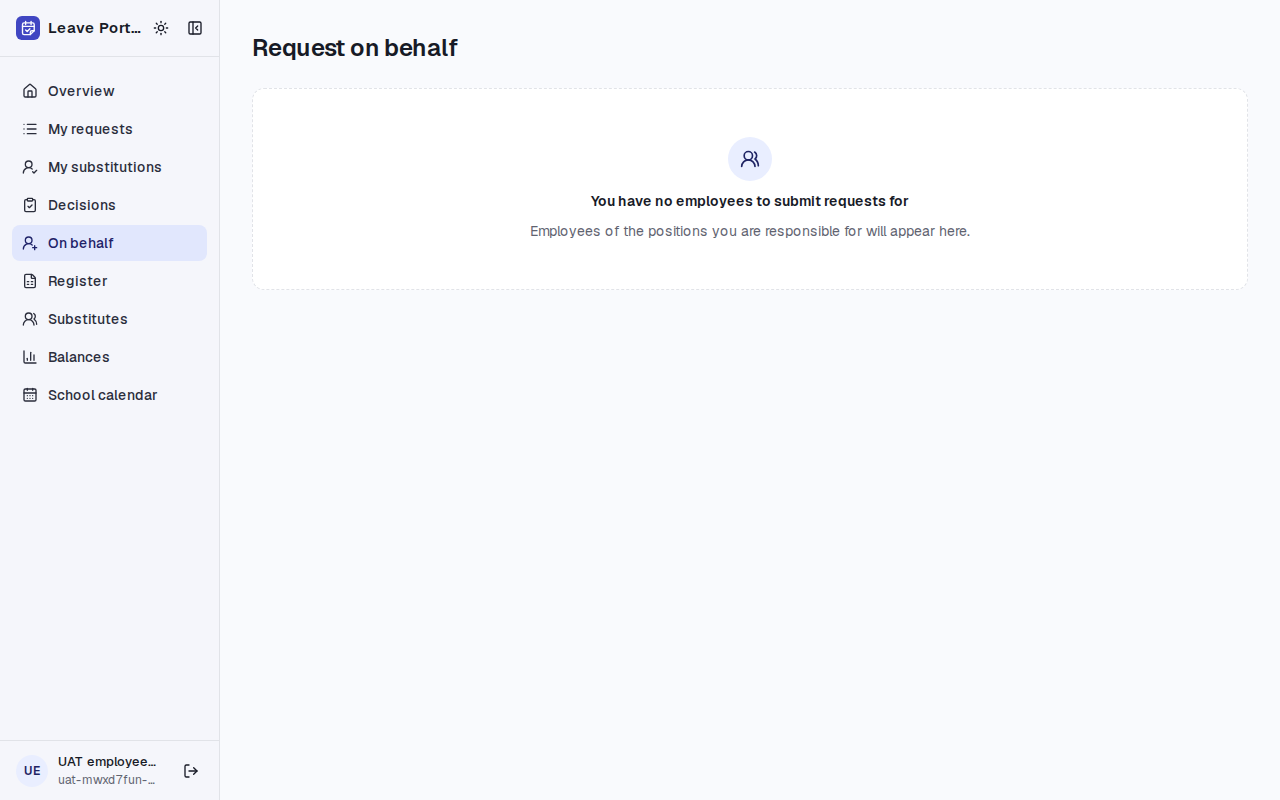 Leave Port…
Overview
My requests
My substitutions
Decisions
On behalf
Register
Substitutes
Balances
School calendar
UE
UAT employee…
uat-mwxd7fun-…
Request on behalf
You have no employees to submit requests for
Employees of the positions you are responsible for will appear here.